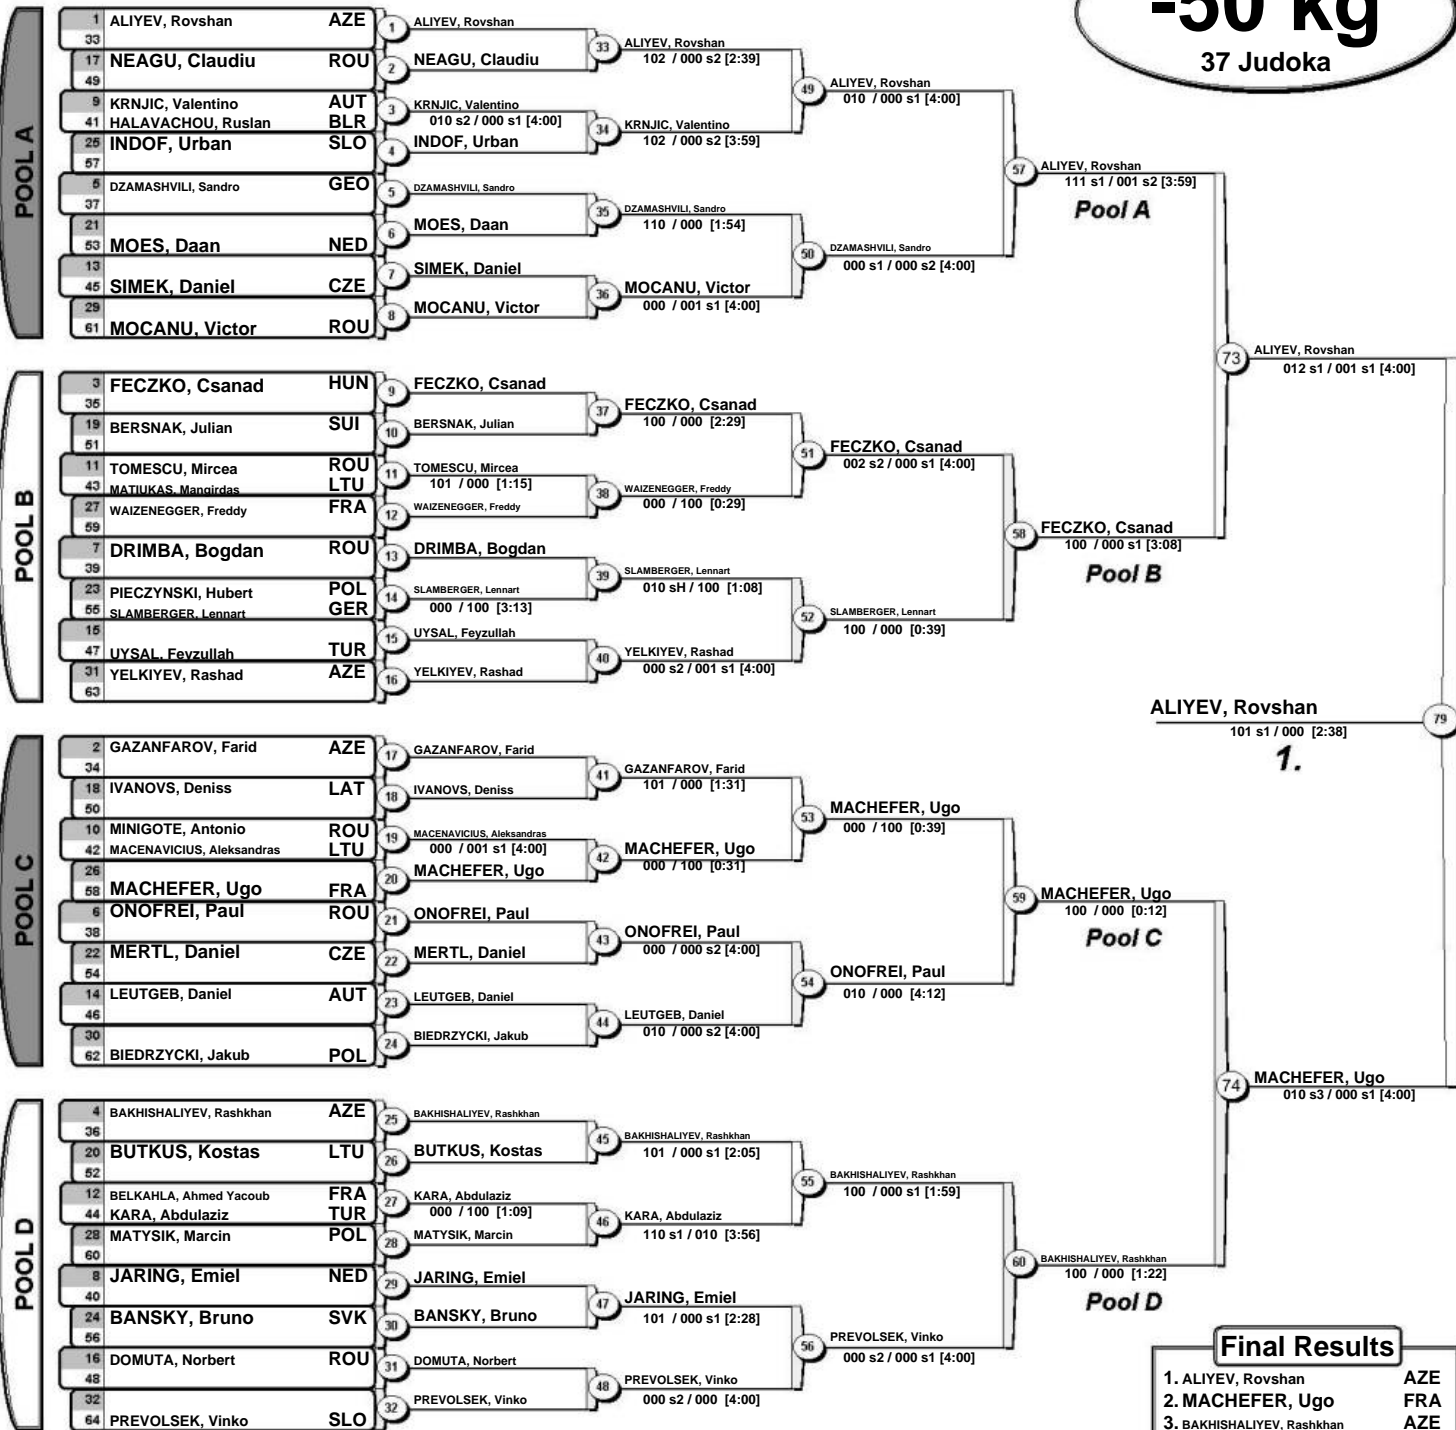 -50 kg
37 Judoka
POOL A
1 ALIYEV, Rovshan AZE
33
17 NEAGU, Claudiu ROU
49
9 KRNJIC, Valentino AUT
41 HALAVACHOU, Ruslan BLR
25 INDOF, Urban SLO
57
5 DZAMASHVILI, Sandro GEO
37
21
53 MOES, Daan NED
13
45 SIMEK, Daniel CZE
29
61 MOCANU, Victor ROU
1 ALIYEV, Rovshan
2 NEAGU, Claudiu
3 KRNJIC, Valentino
010 s2 / 000 s1 [4:00]
4 INDOF, Urban
5 DZAMASHVILI, Sandro
6 MOES, Daan
7 SIMEK, Daniel
8 MOCANU, Victor
33 ALIYEV, Rovshan
102 / 000 s2 [2:39]
34 KRNJIC, Valentino
102 / 000 s2 [3:59]
35 DZAMASHVILI, Sandro
110 / 000 [1:54]
36 MOCANU, Victor
000 / 001 s1 [4:00]
49 ALIYEV, Rovshan
010 / 000 s1 [4:00]
50 DZAMASHVILI, Sandro
000 s1 / 000 s2 [4:00]
57 ALIYEV, Rovshan
111 s1 / 001 s2 [3:59]
Pool A
POOL B
3 FECZKO, Csanad HUN
35
19 BERSNAK, Julian SUI
51
11 TOMESCU, Mircea ROU
43 MATIUKAS, Mangirdas LTU
27 WAIZENEGGER, Freddy FRA
59
7 DRIMBA, Bogdan ROU
39
23 PIECZYNSKI, Hubert POL
55 SLAMBERGER, Lennart GER
15
47 UYSAL, Feyzullah TUR
31 YELKIYEV, Rashad AZE
63
9 FECZKO, Csanad
10 BERSNAK, Julian
11 TOMESCU, Mircea
101 / 000 [1:15]
12 WAIZENEGGER, Freddy
13 DRIMBA, Bogdan
14 SLAMBERGER, Lennart
000 / 100 [3:13]
15 UYSAL, Feyzullah
16 YELKIYEV, Rashad
37 FECZKO, Csanad
100 / 000 [2:29]
38 WAIZENEGGER, Freddy
000 / 100 [0:29]
39 SLAMBERGER, Lennart
010 sH / 100 [1:08]
40 YELKIYEV, Rashad
000 s2 / 001 s1 [4:00]
51 FECZKO, Csanad
002 s2 / 000 s1 [4:00]
52 SLAMBERGER, Lennart
100 / 000 [0:39]
58 FECZKO, Csanad
100 / 000 s1 [3:08]
Pool B
73 ALIYEV, Rovshan
012 s1 / 001 s1 [4:00]
ALIYEV, Rovshan 79
101 s1 / 000 [2:38]
1.
POOL C
2 GAZANFAROV, Farid AZE
34
18 IVANOVS, Deniss LAT
50
10 MINIGOTE, Antonio ROU
42 MACENAVICIUS, Aleksandras LTU
26
58 MACHEFER, Ugo FRA
6 ONOFREI, Paul ROU
38
22 MERTL, Daniel CZE
54
14 LEUTGEB, Daniel AUT
46
30
62 BIEDRZYCKI, Jakub POL
17 GAZANFAROV, Farid
18 IVANOVS, Deniss
19 MACENAVICIUS, Aleksandras
000 / 001 s1 [4:00]
20 MACHEFER, Ugo
21 ONOFREI, Paul
22 MERTL, Daniel
23 LEUTGEB, Daniel
24 BIEDRZYCKI, Jakub
41 GAZANFAROV, Farid
101 / 000 [1:31]
42 MACHEFER, Ugo
000 / 100 [0:31]
43 ONOFREI, Paul
000 / 000 s2 [4:00]
44 LEUTGEB, Daniel
010 / 000 s2 [4:00]
53 MACHEFER, Ugo
000 / 100 [0:39]
54 ONOFREI, Paul
010 / 000 [4:12]
59 MACHEFER, Ugo
100 / 000 [0:12]
Pool C
POOL D
4 BAKHISHALIYEV, Rashkhan AZE
36
20 BUTKUS, Kostas LTU
52
12 BELKAHLA, Ahmed Yacoub FRA
44 KARA, Abdulaziz TUR
28 MATYSIK, Marcin POL
60
8 JARING, Emiel NED
40
24 BANSKY, Bruno SVK
56
16 DOMUTA, Norbert ROU
48
32
64 PREVOLSEK, Vinko SLO
25 BAKHISHALIYEV, Rashkhan
26 BUTKUS, Kostas
27 KARA, Abdulaziz
000 / 100 [1:09]
28 MATYSIK, Marcin
29 JARING, Emiel
30 BANSKY, Bruno
31 DOMUTA, Norbert
32 PREVOLSEK, Vinko
45 BAKHISHALIYEV, Rashkhan
101 / 000 s1 [2:05]
46 KARA, Abdulaziz
110 s1 / 010 [3:56]
47 JARING, Emiel
101 / 000 s1 [2:28]
48 PREVOLSEK, Vinko
000 s2 / 000 [4:00]
55 BAKHISHALIYEV, Rashkhan
100 / 000 s1 [1:59]
56 PREVOLSEK, Vinko
000 s2 / 000 s1 [4:00]
60 BAKHISHALIYEV, Rashkhan
100 / 000 [1:22]
Pool D
74 MACHEFER, Ugo
010 s3 / 000 s1 [4:00]
Final Results
1. ALIYEV, Rovshan AZE
2. MACHEFER, Ugo FRA
3. BAKHISHALIYEV, Rashkhan AZE